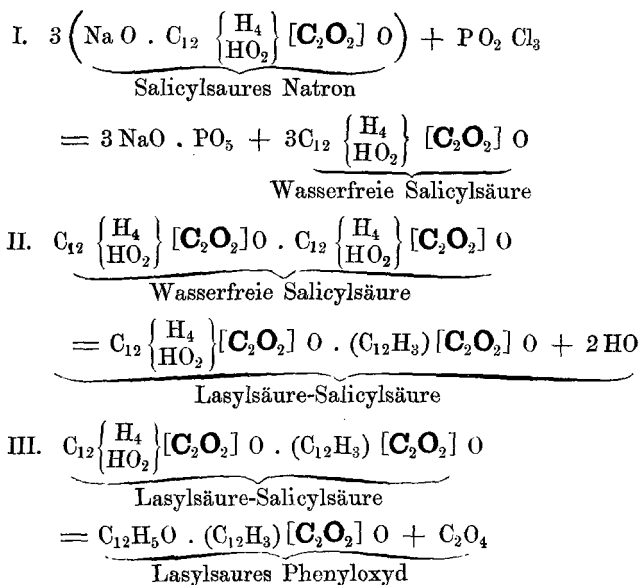 I. 3 (Na O . C₁₂ {H₄ HO₂} [C₂O₂] O) + P O₂ Cl₃
Salicylsaures Natron
= 3 NaO . PO₅ + 3C₁₂ {H₄ HO₂} [C₂O₂] O
Wasserfreie Salicylsäure
II. C₁₂ {H₄ HO₂} [C₂O₂]O . C₁₂ {H₄ HO₂} [C₂O₂] O
Wasserfreie Salicylsäure
= C₁₂ {H₄ HO₂} [C₂O₂] O . (C₁₂H₃) [C₂O₂] O + 2 HO
Lasylsäure-Salicylsäure
III. C₁₂ {H₄ HO₂} [C₂O₂] O . (C₁₂H₃) [C₂O₂] O
Lasylsäure-Salicylsäure
= C₁₂H₅O . (C₁₂H₃) [C₂O₂] O + C₂O₄
Lasylsaures Phenyloxyd